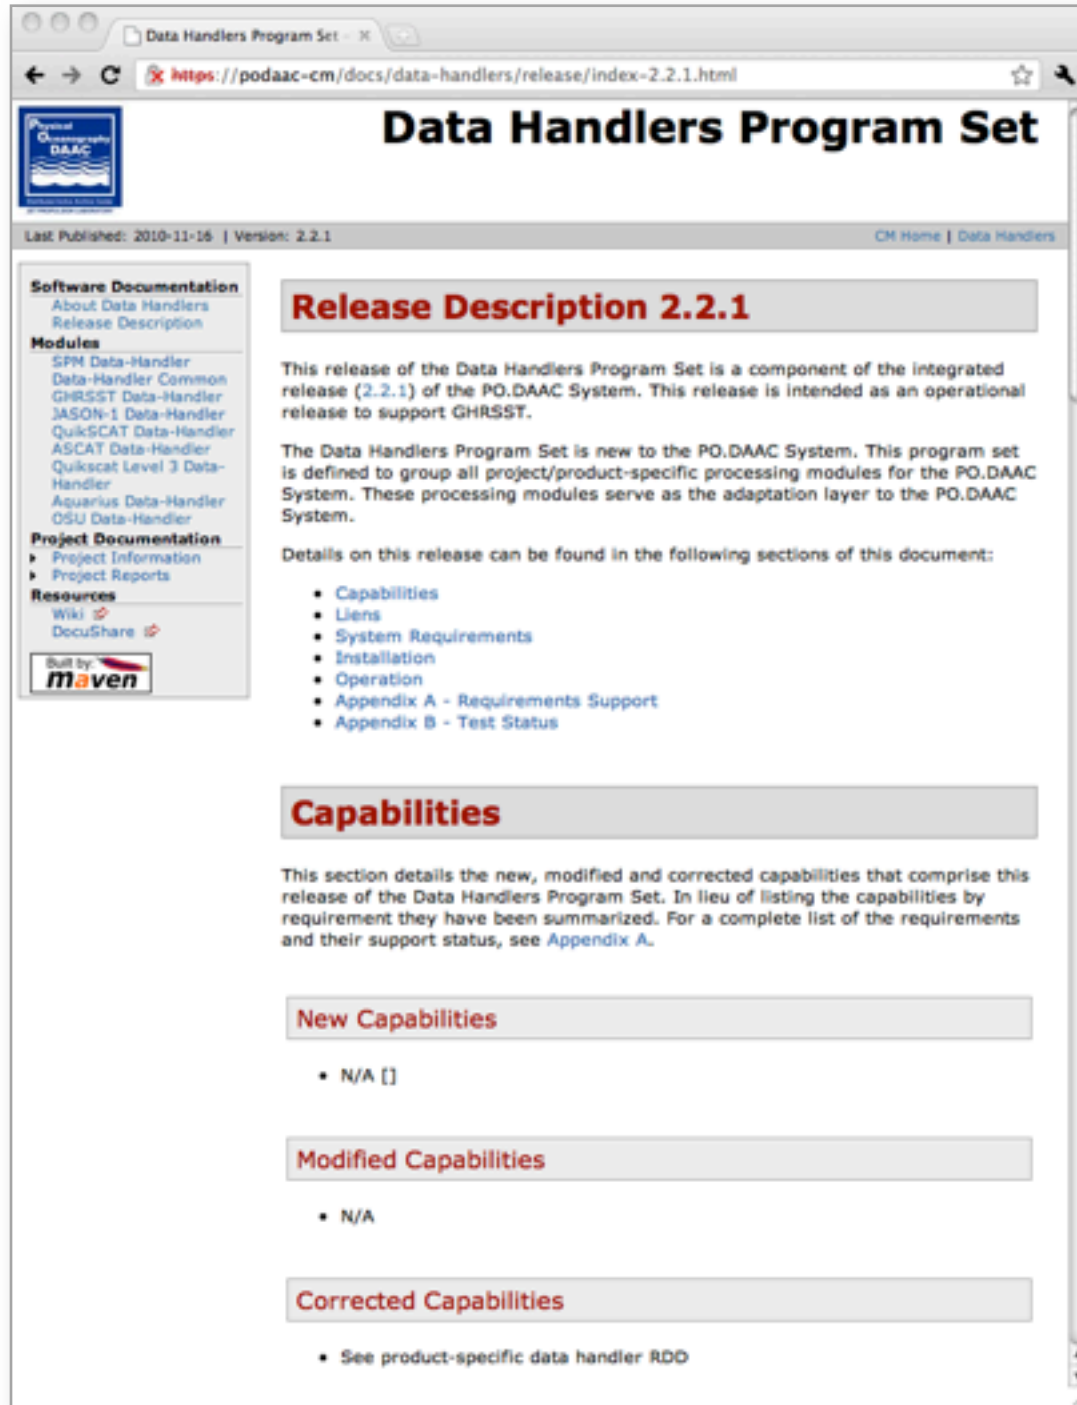 Data Handlers Program Set -
https://podaac-cm/docs/data-handlers/release/index-2.2.1.html
Physical
Oceanography
DAAC
Data Handlers Program Set
Last Published: 2010-11-16 | Version: 2.2.1
CM Home | Data Handlers
Software Documentation
About Data Handlers
Release Description
Modules
SPM Data-Handler
Data-Handler Common
GHRSST Data-Handler
JASON-1 Data-Handler
QuikSCAT Data-Handler
ASCAT Data-Handler
Quikscat Level 3 Data-
Handler
Aquarius Data-Handler
OSU Data-Handler
Project Documentation
Project Information
Project Reports
Resources
Wiki
DocuShare
Built by:
maven
Release Description 2.2.1
This release of the Data Handlers Program Set is a component of the integrated
release (2.2.1) of the PO.DAAC System. This release is intended as an operational
release to support GHRSST.
The Data Handlers Program Set is new to the PO.DAAC System. This program set
is defined to group all project/product-specific processing modules for the PO.DAAC
System. These processing modules serve as the adaptation layer to the PO.DAAC
System.
Details on this release can be found in the following sections of this document:
• Capabilities
• Liens
• System Requirements
• Installation
• Operation
• Appendix A - Requirements Support
• Appendix B - Test Status
Capabilities
This section details the new, modified and corrected capabilities that comprise this
release of the Data Handlers Program Set. In lieu of listing the capabilities by
requirement they have been summarized. For a complete list of the requirements
and their support status, see Appendix A.
New Capabilities
• N/A []
Modified Capabilities
• N/A
Corrected Capabilities
• See product-specific data handler RDD